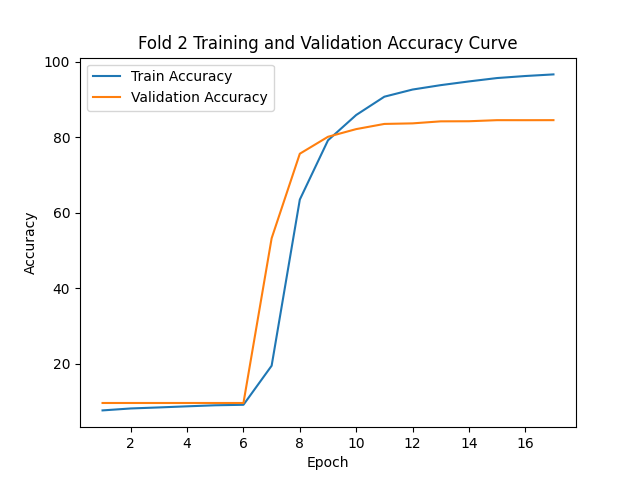 Fold 2 Training and Validation Accuracy Curve
100
Train Accuracy
Validation Accuracy
80
60
40
20
Accuracy
2 4 6 8 10 12 14 16
Epoch